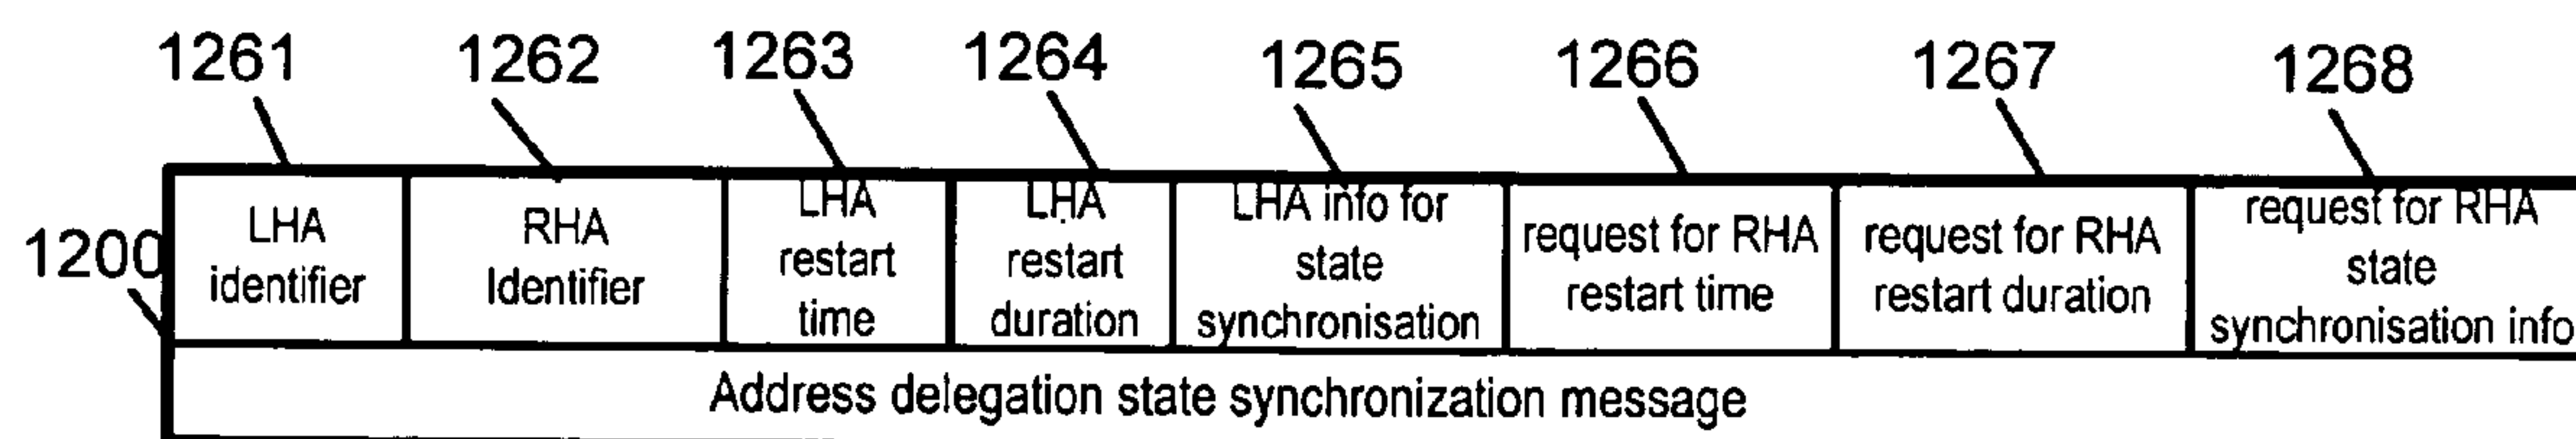 1261 1262 1263 1264 1265 1266 1267 1268
1200
LHA
identifier
RHA
Identifier
LHA
restart
time
LHA
restart
duration
LHA info for
state
synchronisation
request for RHA
restart time
request for RHA
restart duration
request for RHA
state
synchronisation info
Address delegation state synchronization message